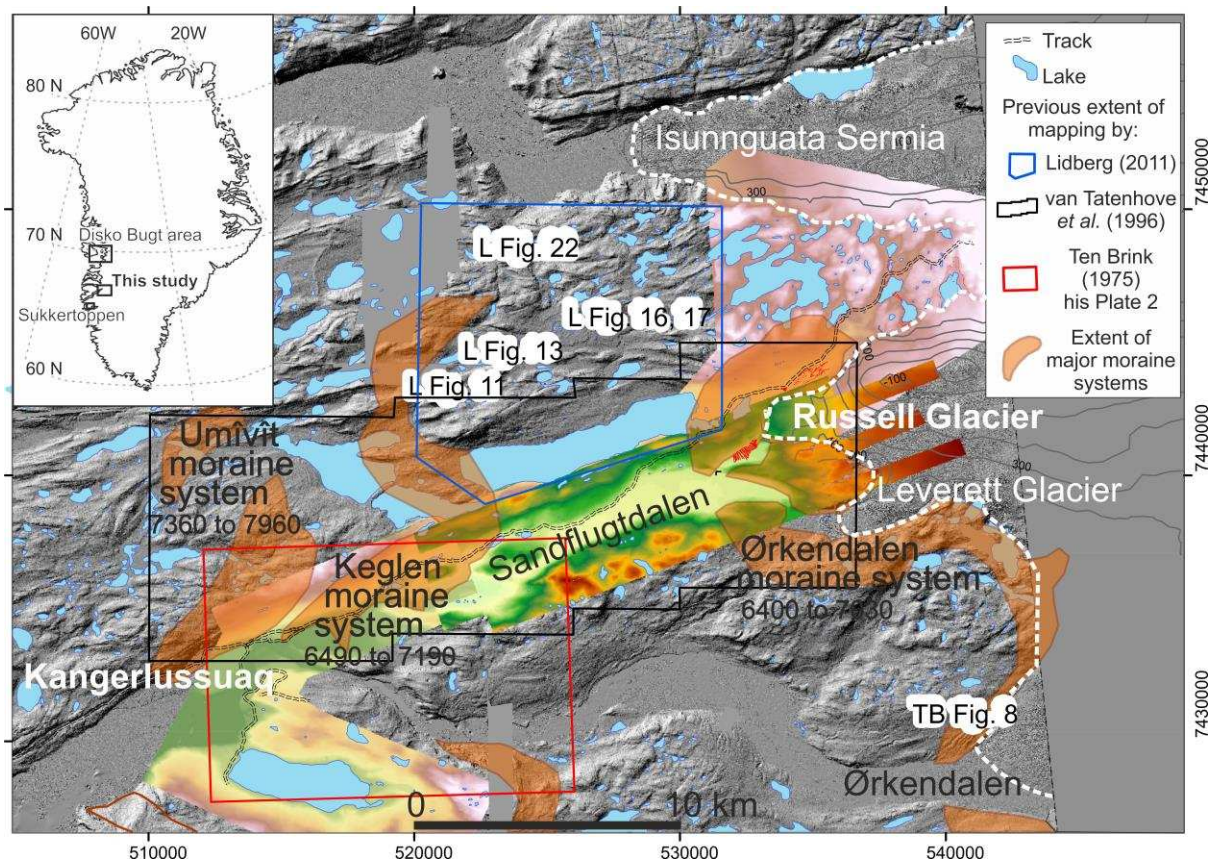 60W
20W
80 N
70 N
60 N
Disko Bugt area
This study
Sukkertoppen
Track
Lake
Previous extent of
mapping by:
Lidberg (2011)
van Tatenhove
et al. (1996)
Ten Brink
(1975)
his Plate 2
Extent of
major moraine
systems
Isunnguata Sermia
300
L Fig. 22
L Fig. 16, 17
L Fig. 13
L Fig. 11
-100
Russell Glacier
300
Leverett Glacier
Umîvît
moraine
system
7360 to 7960
Sandflugtdalen
Keglen
moraine
system
6490 to 7190
Ørkendalen
moraine system
Kangerlussuaq
TB Fig. 8
Ørkendalen
0
10 km
7450000
7440000
7430000
510000
520000
530000
540000